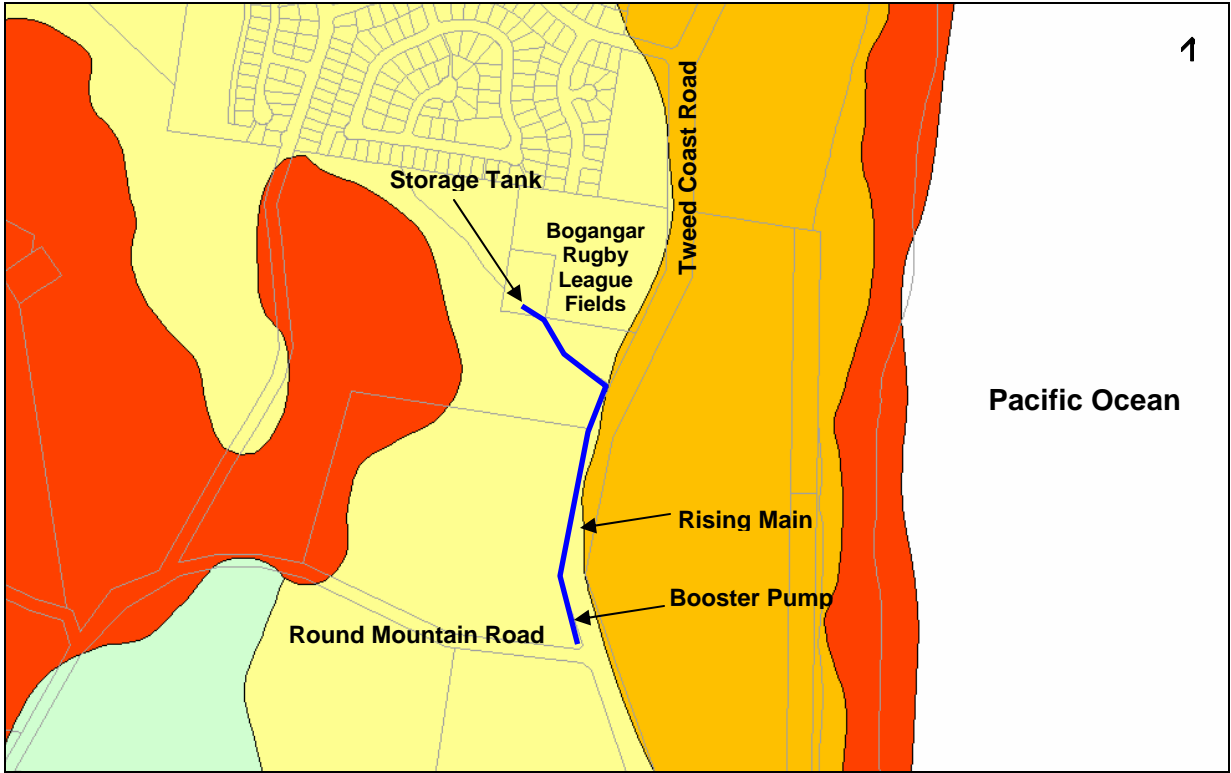 Tweed Coast Road
Storage Tank
Bogangar
Rugby
League
Fields
Pacific Ocean
Rising Main
Booster Pump
Round Mountain Road